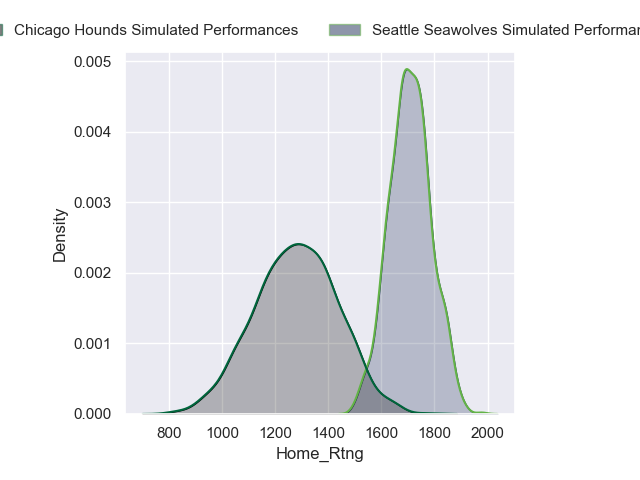 Chicago Hounds Simulated Performances
Seattle Seawolves Simulated
0.005
0.004
0.003
0.002
0.001
0.000
Density
800 1000 1200 1400 1600 1800 2000
Home_Rtng